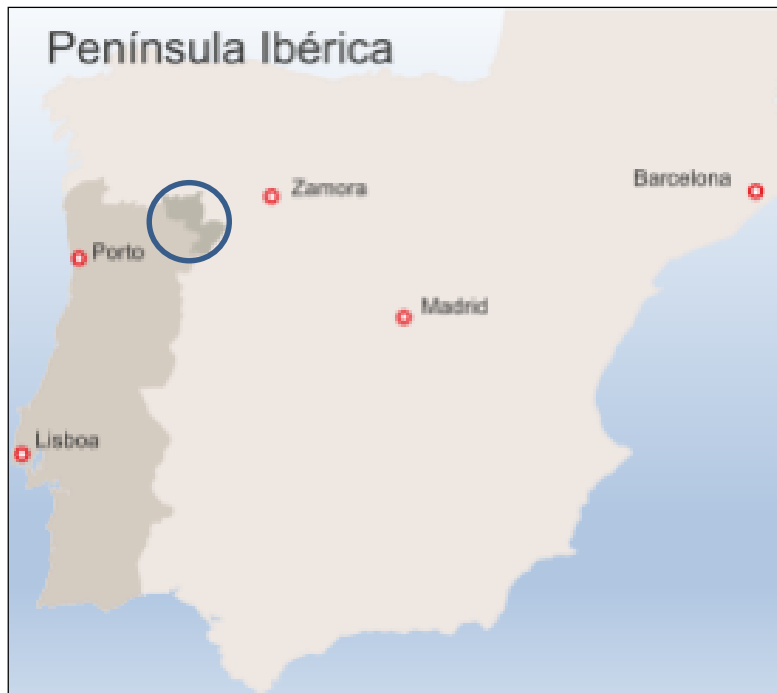 Península Ibérica
Zamora
Barcelona
Porto
Madrid
Lisboa